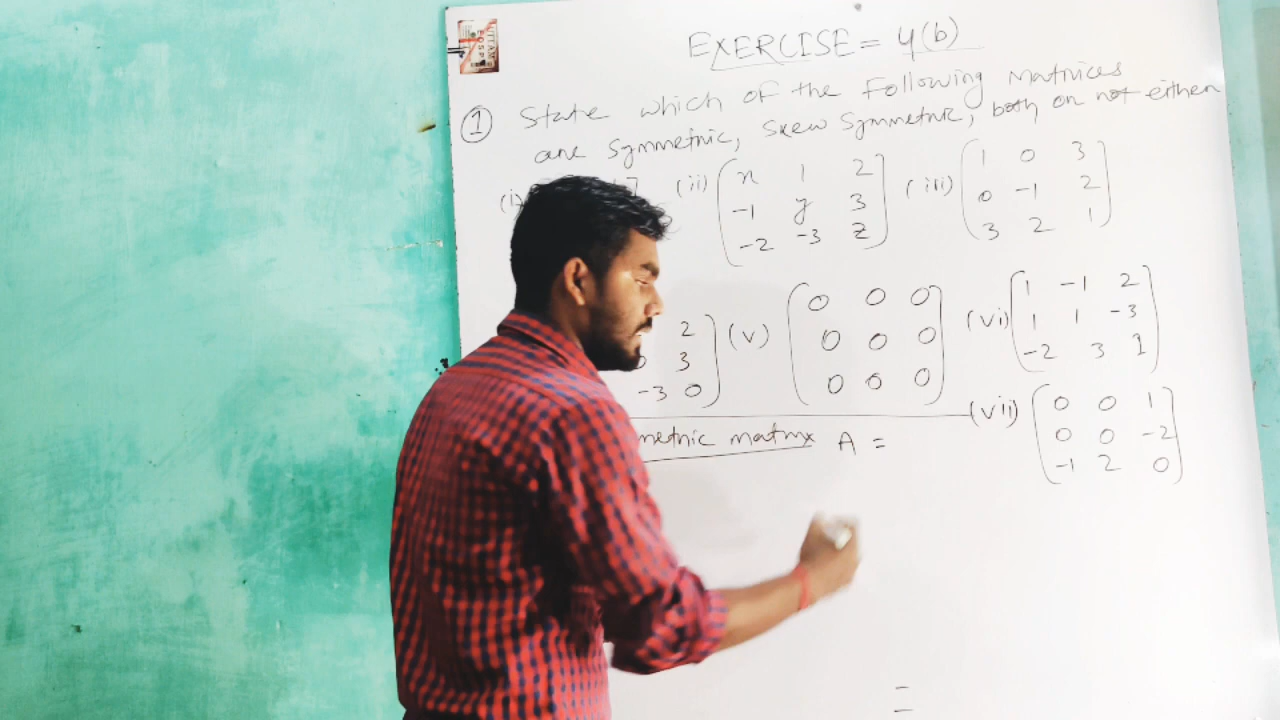 EXERCISE = 4(b)
① State which of the Following Matrices
are Symmetric, Skew Symmetric, both or not either
(i) (ii) x 1 2 (iii) 1 0 3
-1 y 3 0 -1 2
-2 -3 z 3 2 1
2 (v) 0 0 0 (vi) 1 -1 2
3 0 0 0 1 1 -3
-3 0 0 0 0 -2 3 1
(vii) 0 0 1
0 0 -2
-1 2 0
metric matrix A =
=